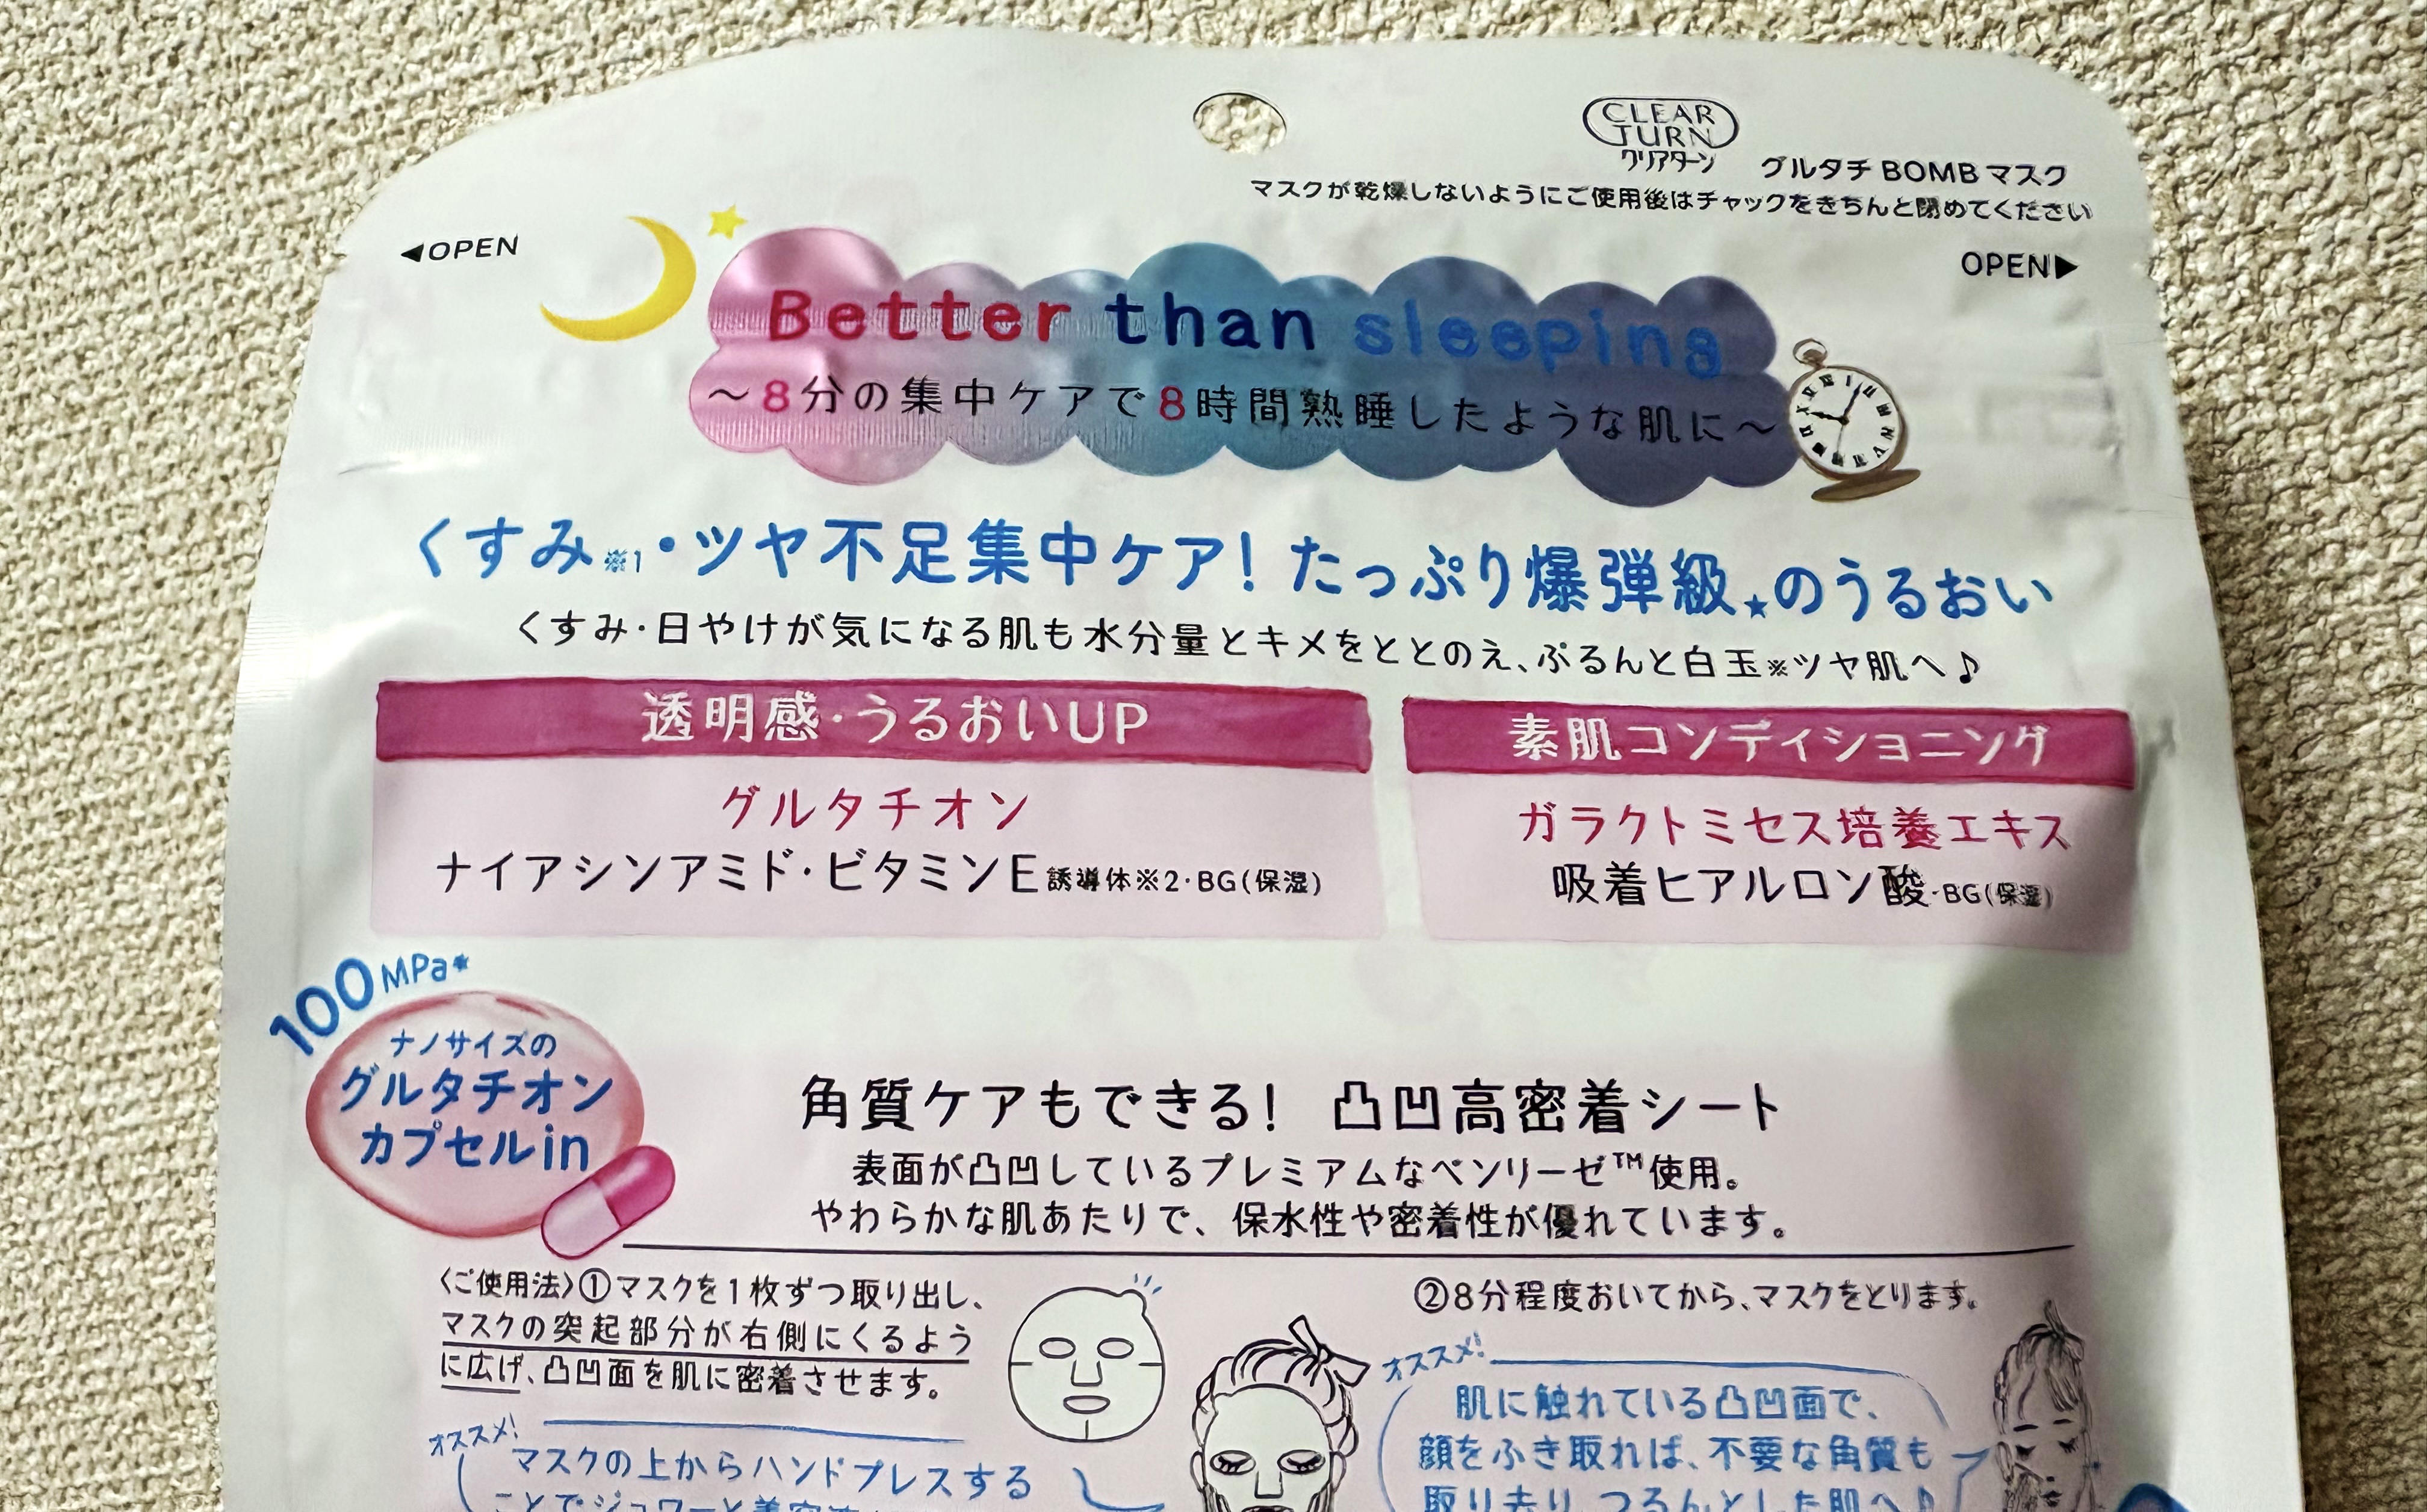 CLEAR
TURN
クリアターン
グルタチ BOMB マスク
マスクが乾燥しないようにご使用後はチャックをきちんと閉めてください
◀OPEN
OPEN▶
Better than sleeping
〜8分の集中ケアで8時間熟睡したような肌に〜
くすみ※1・ツヤ不足集中ケア！たっぷり爆弾級★のうるおい
くすみ・日やけが気になる肌も水分量とキメをととのえ、ぷるんと白玉※ツヤ肌へ♪
透明感・うるおいUP
グルタチオン
ナイアシンアミド・ビタミンE誘導体※2・BG(保湿)
素肌コンディショニング
ガラクトミセス培養エキス
吸着ヒアルロン酸・BG(保湿)
100MPa*
ナノサイズの
グルタチオン
カプセルin
角質ケアもできる！ 凸凹高密着シート
表面が凸凹しているプレミアムなベンリーゼ™使用。
やわらかな肌あたりで、保水性や密着性が優れています。
〈ご使用法〉①マスクを1枚ずつ取り出し、
マスクの突起部分が右側にくるよう
に広げ、凸凹面を肌に密着させます。
オススメ！
マスクの上からハンドプレスする
②8分程度おいてから、マスクをとります。
オススメ！
肌に触れている凸凹面で、
顔をふき取れば、不要な角質も
取り去り、つるんとした肌へ♪